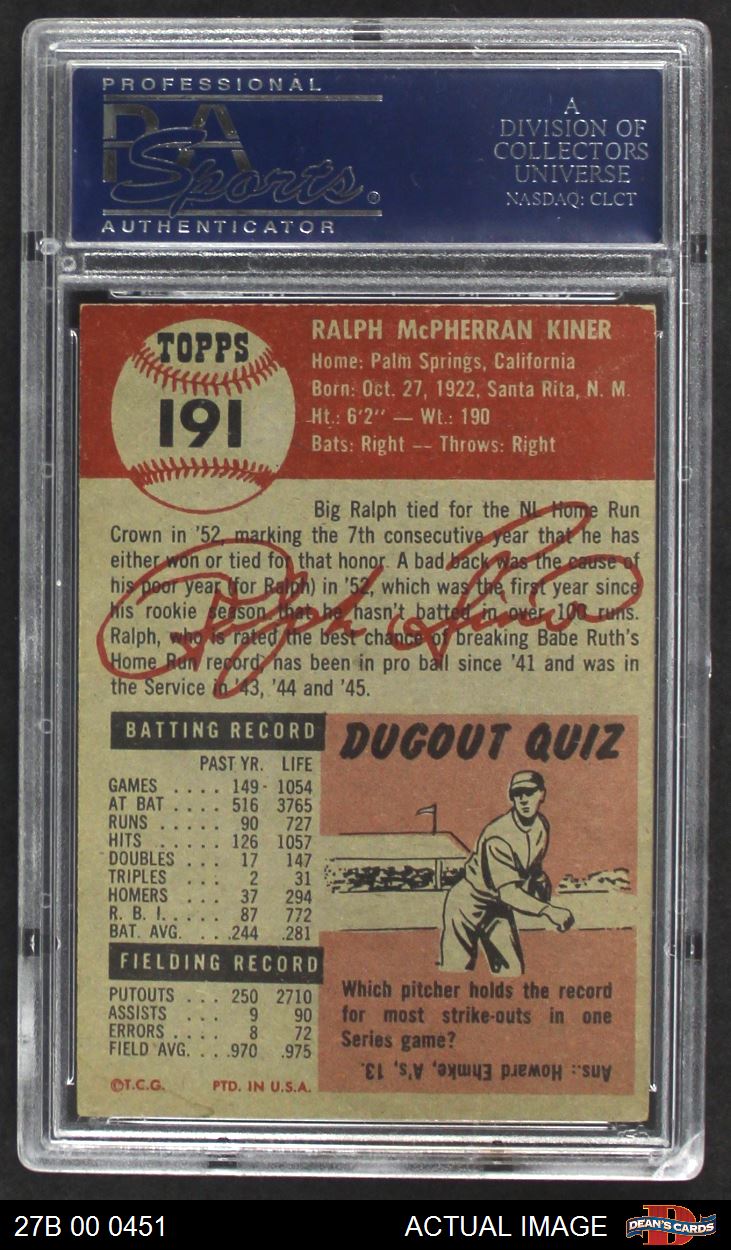 PROFESSIONAL
PSA
Sports
AUTHENTICATOR
A
DIVISION OF
COLLECTORS
UNIVERSE
NASDAQ: CLCT
TOPPS
191
RALPH McPHERRAN KINER
Home: Palm Springs, California
Born: Oct. 27, 1922, Santa Rita, N. M.
Ht.: 6'2'' — Wt.: 190
Bats: Right — Throws: Right
Big Ralph tied for the NL Home Run
Crown in '52, marking the 7th consecutive year that he has
either won or tied for that honor. A bad back was the cause of
his poor year (for Ralph) in '52, which was the first year since
his rookie season that he hasn't batted in over 100 runs.
Ralph, who is rated the best chance of breaking Babe Ruth's
Home Run record, has been in pro ball since '41 and was in
the Service in '43, '44 and '45.
Ralph Kiner
BATTING RECORD
PAST YR. LIFE
GAMES .... 149 1054
AT BAT .... 516 3765
RUNS ..... 90 727
HITS ..... 126 1057
DOUBLES ... 17 147
TRIPLES ... 2 31
HOMERS ... 37 294
R. B. I. .... 87 772
BAT. AVG. .. .244 .281
FIELDING RECORD
PUTOUTS ... 250 2710
ASSISTS ... 9 90
ERRORS .... 8 72
FIELD AVG. .. .970 .975
©T.C.G. PTD. IN U.S.A.
DUGOUT QUIZ
Which pitcher holds the record
for most strike-outs in one
Series game?
Ans.: Howard Ehmke, A's, 13.
27B 00 0451
ACTUAL IMAGE
DEAN'S CARDS